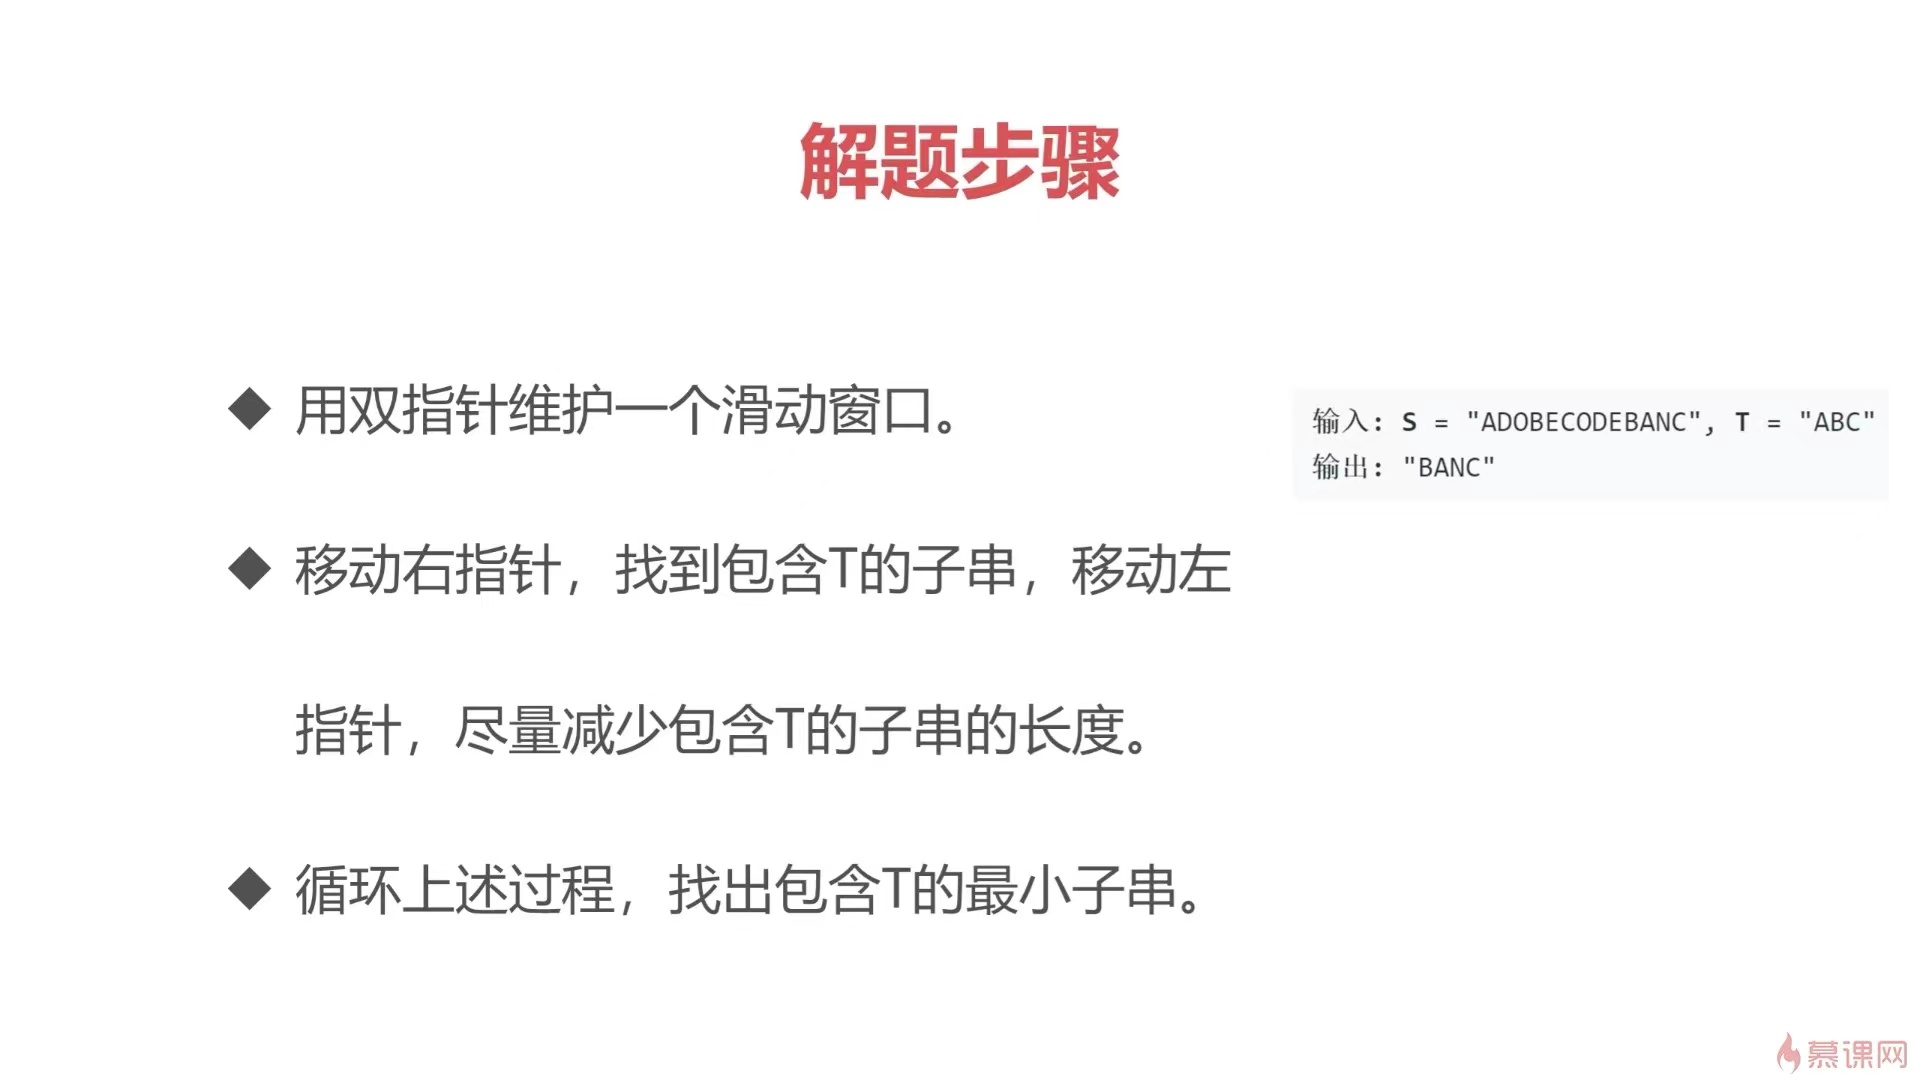 解题步骤
◆ 用双指针维护一个滑动窗口。
输入: S = "ADOBECODEBANC", T = "ABC"
输出: "BANC"
◆ 移动右指针，找到包含T的子串，移动左
指针，尽量减少包含T的子串的长度。
◆ 循环上述过程，找出包含T的最小子串。
慕课网